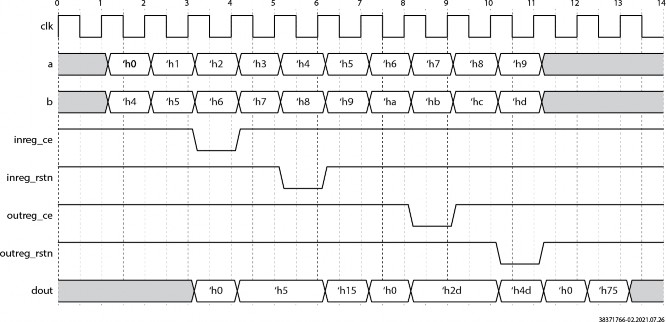 0 1 2 3 4 5 6 7 8 9 10 11 12 13 14
clk
a 'h0 'h1 'h2 'h3 'h4 'h5 'h6 'h7 'h8 'h9
b 'h4 'h5 'h6 'h7 'h8 'h9 'ha 'hb 'hc 'hd
inreg_ce
inreg_rstn
outreg_ce
outreg_rstn
dout 'h0 'h5 'h15 'h0 'h2d 'h4d 'h0 'h75
38371766-02.2021.07.26